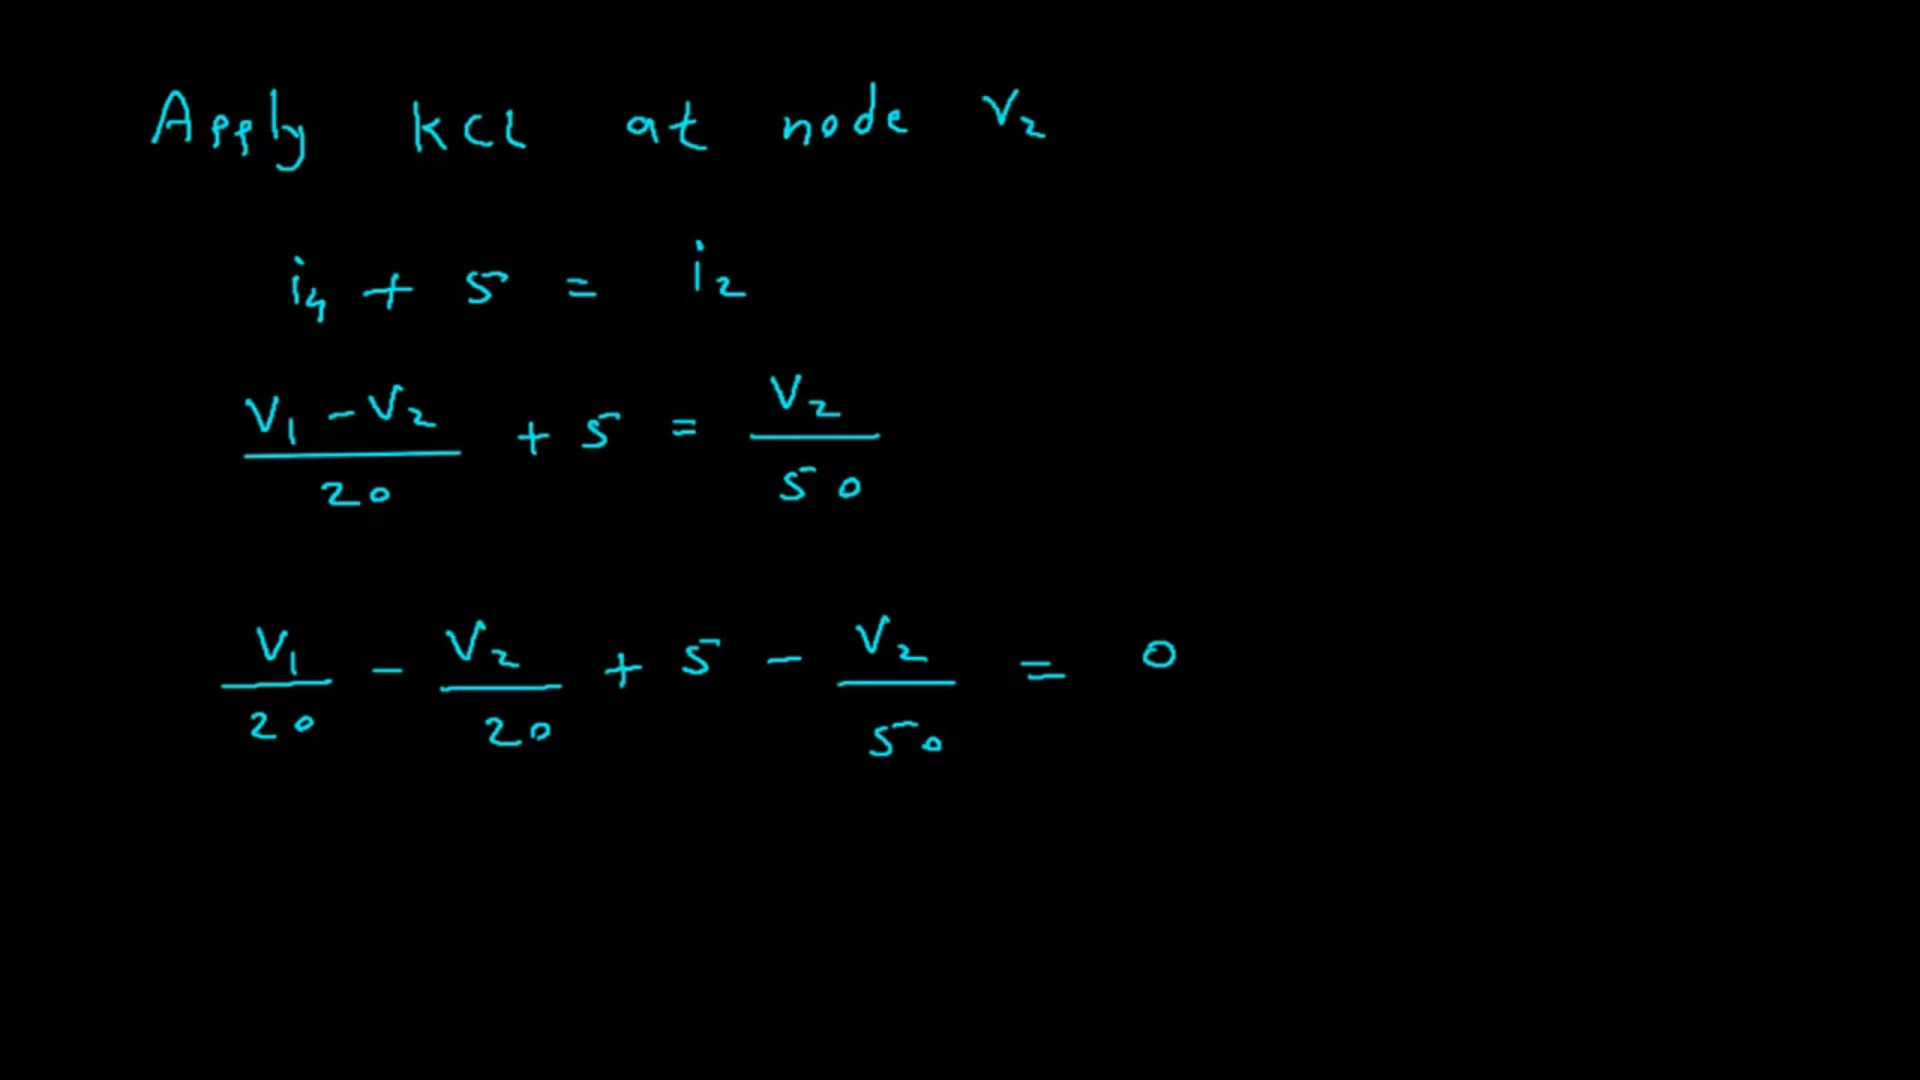 Apply KCL at node V₂
i₄ + 5 = i₂
(V₁ - V₂)/20 + 5 = V₂/50
V₁/20 - V₂/20 + 5 - V₂/50 = 0